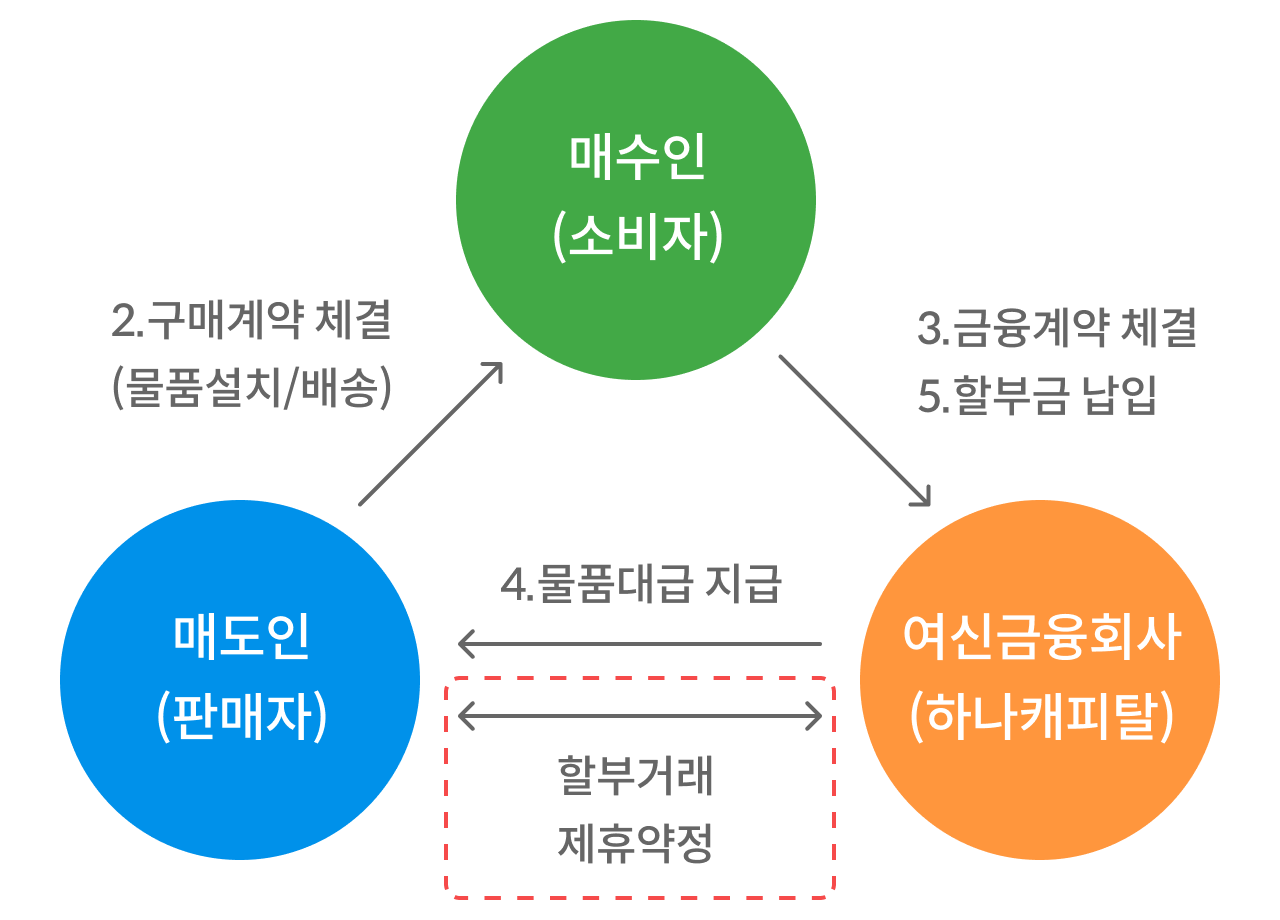 매수인
(소비자)
2.구매계약 체결
(물품설치/배송)
3.금융계약 체결
5.할부금 납입
4.물품대급 지급
매도인
(판매자)
여신금융회사
(하나캐피탈)
할부거래
제휴약정